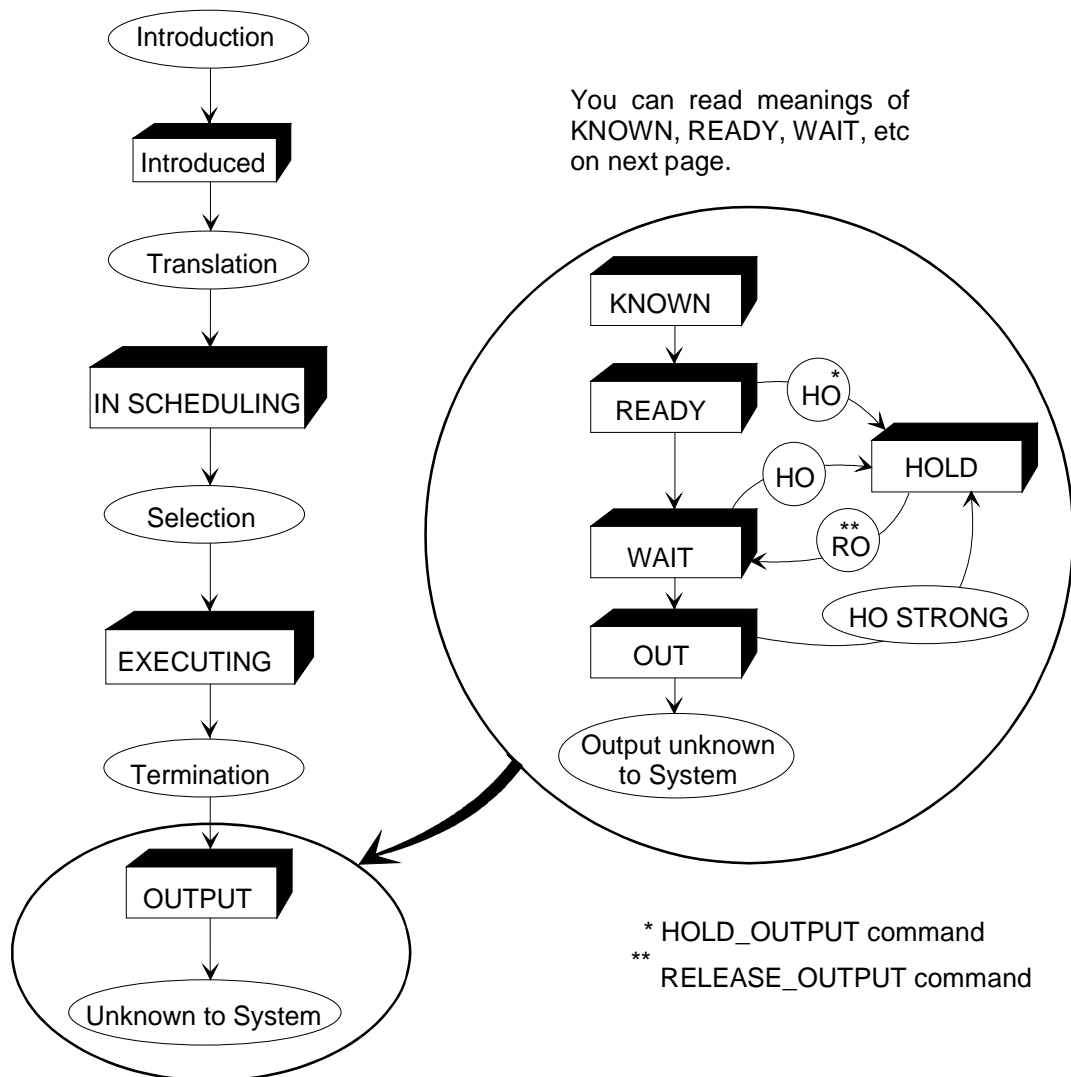 Introduction
Introduced
Translation
IN SCHEDULING
Selection
EXECUTING
Termination
OUTPUT
Unknown to System
You can read meanings of
KNOWN, READY, WAIT, etc
on next page.
KNOWN
READY
*
HO
HOLD
HO
**
RO
WAIT
HO STRONG
OUT
Output unknown
to System
* HOLD_OUTPUT command
** RELEASE_OUTPUT command